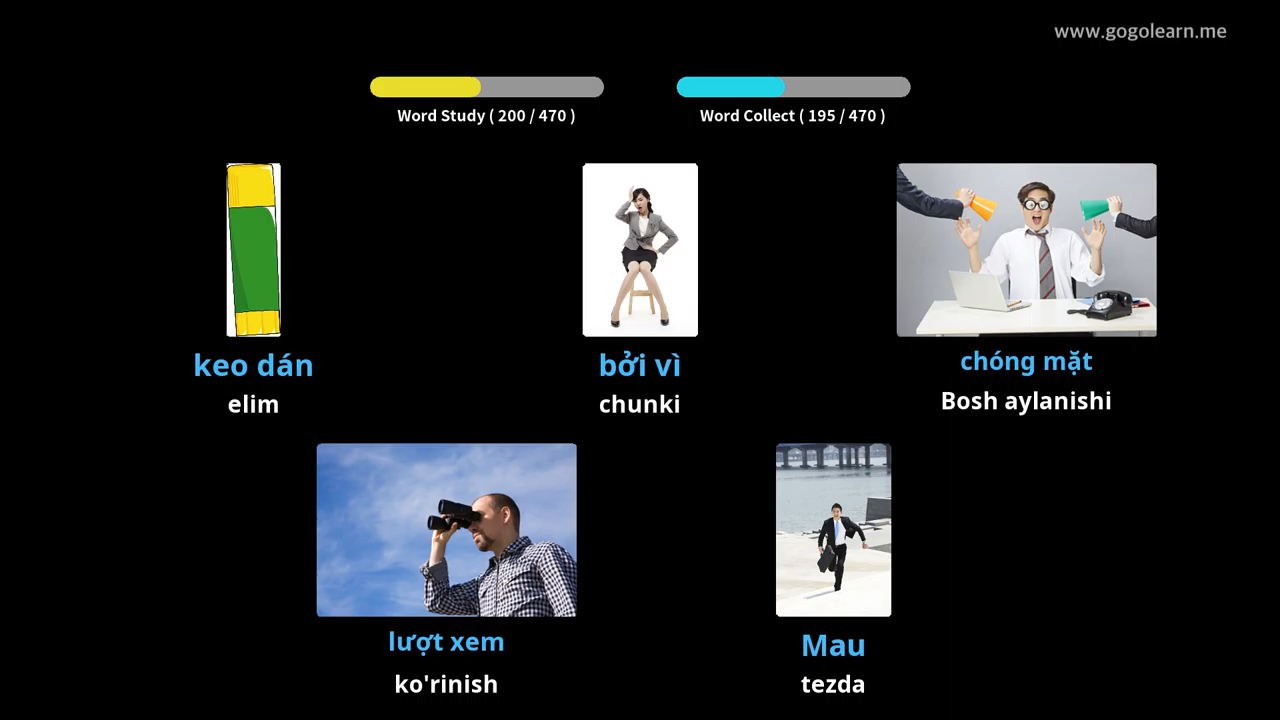 www.gogolearn.me
Word Study ( 200 / 470 )
Word Collect ( 195 / 470 )
keo dán
elim
bởi vì
chunki
chóng mặt
Bosh aylanishi
lượt xem
ko'rinish
Mau
tezda